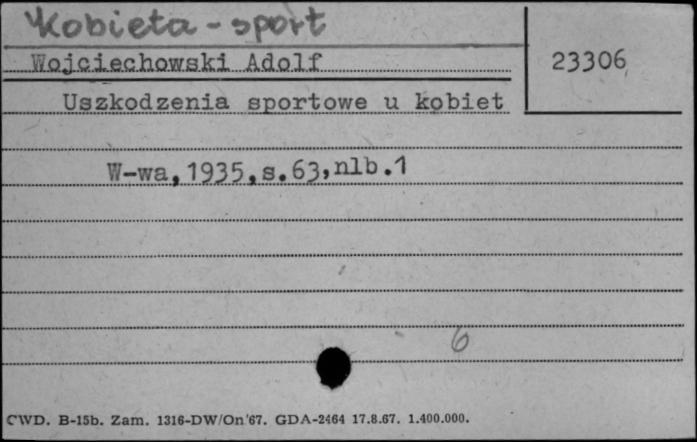 Kobieta - sport
Wojciechowski Adolf
23306
Uszkodzenia sportowe u kobiet
W-wa, 1935, s. 63, nlb. 1
6
CWD. B-15b. Zam. 1316-DW/On'67. GDA-2464 17.8.67. 1.400.000.